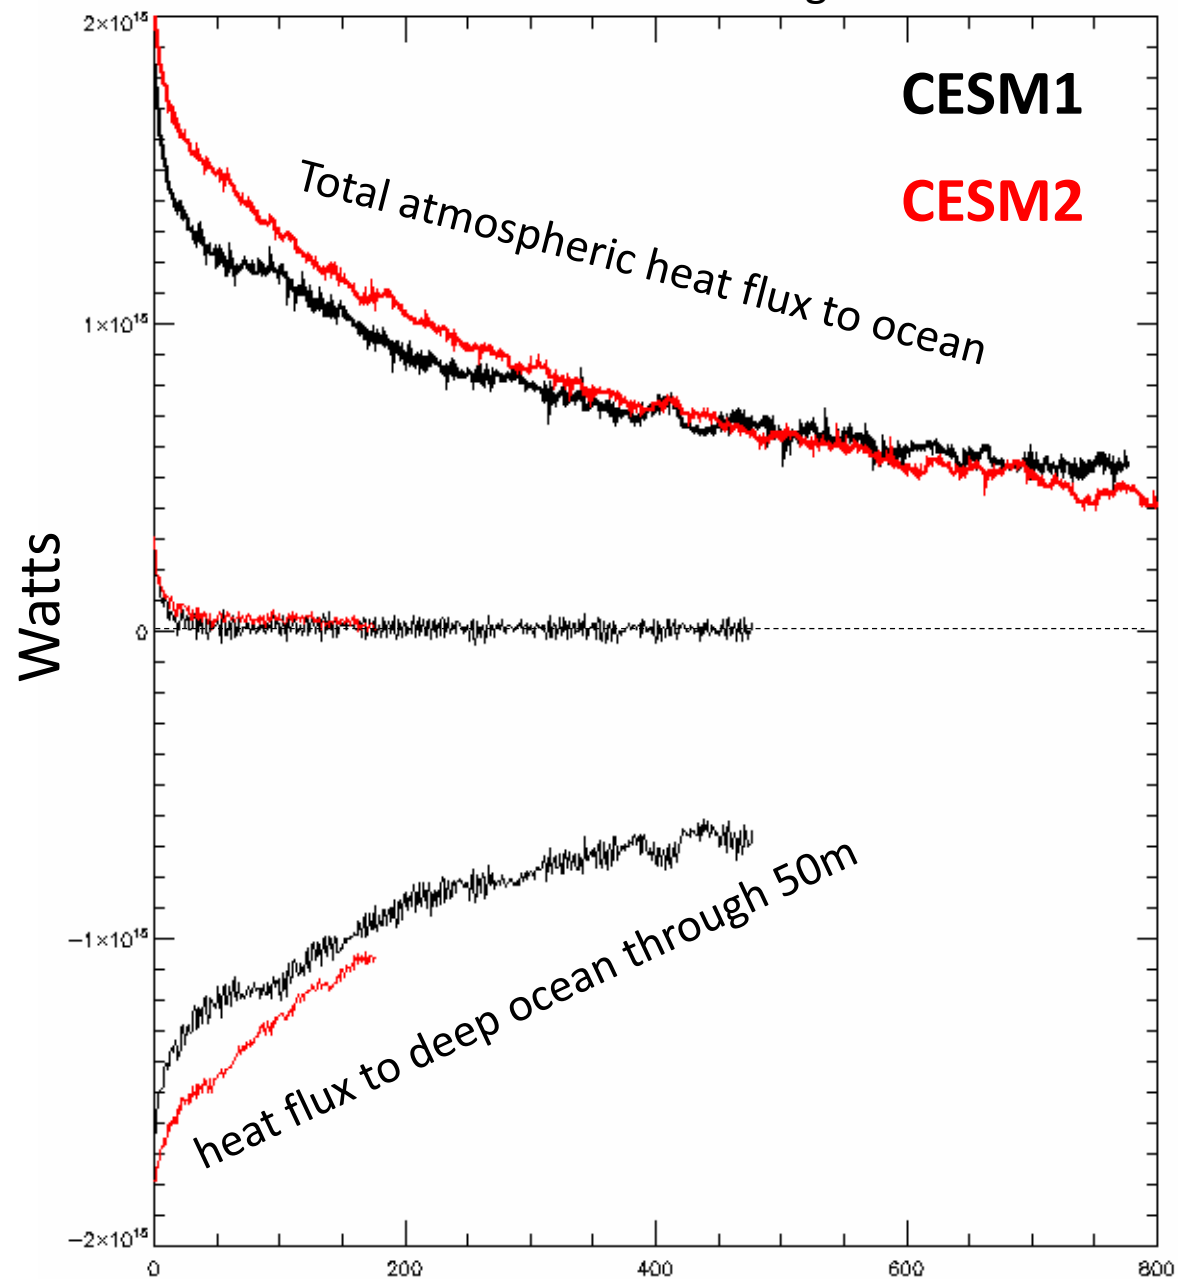 2×10¹⁵
CESM1
CESM2
Total atmospheric heat flux to ocean
1×10¹⁵
Watts
0
−1×10¹⁵
heat flux to deep ocean through 50m
−2×10¹⁵
0 200 400 600 800